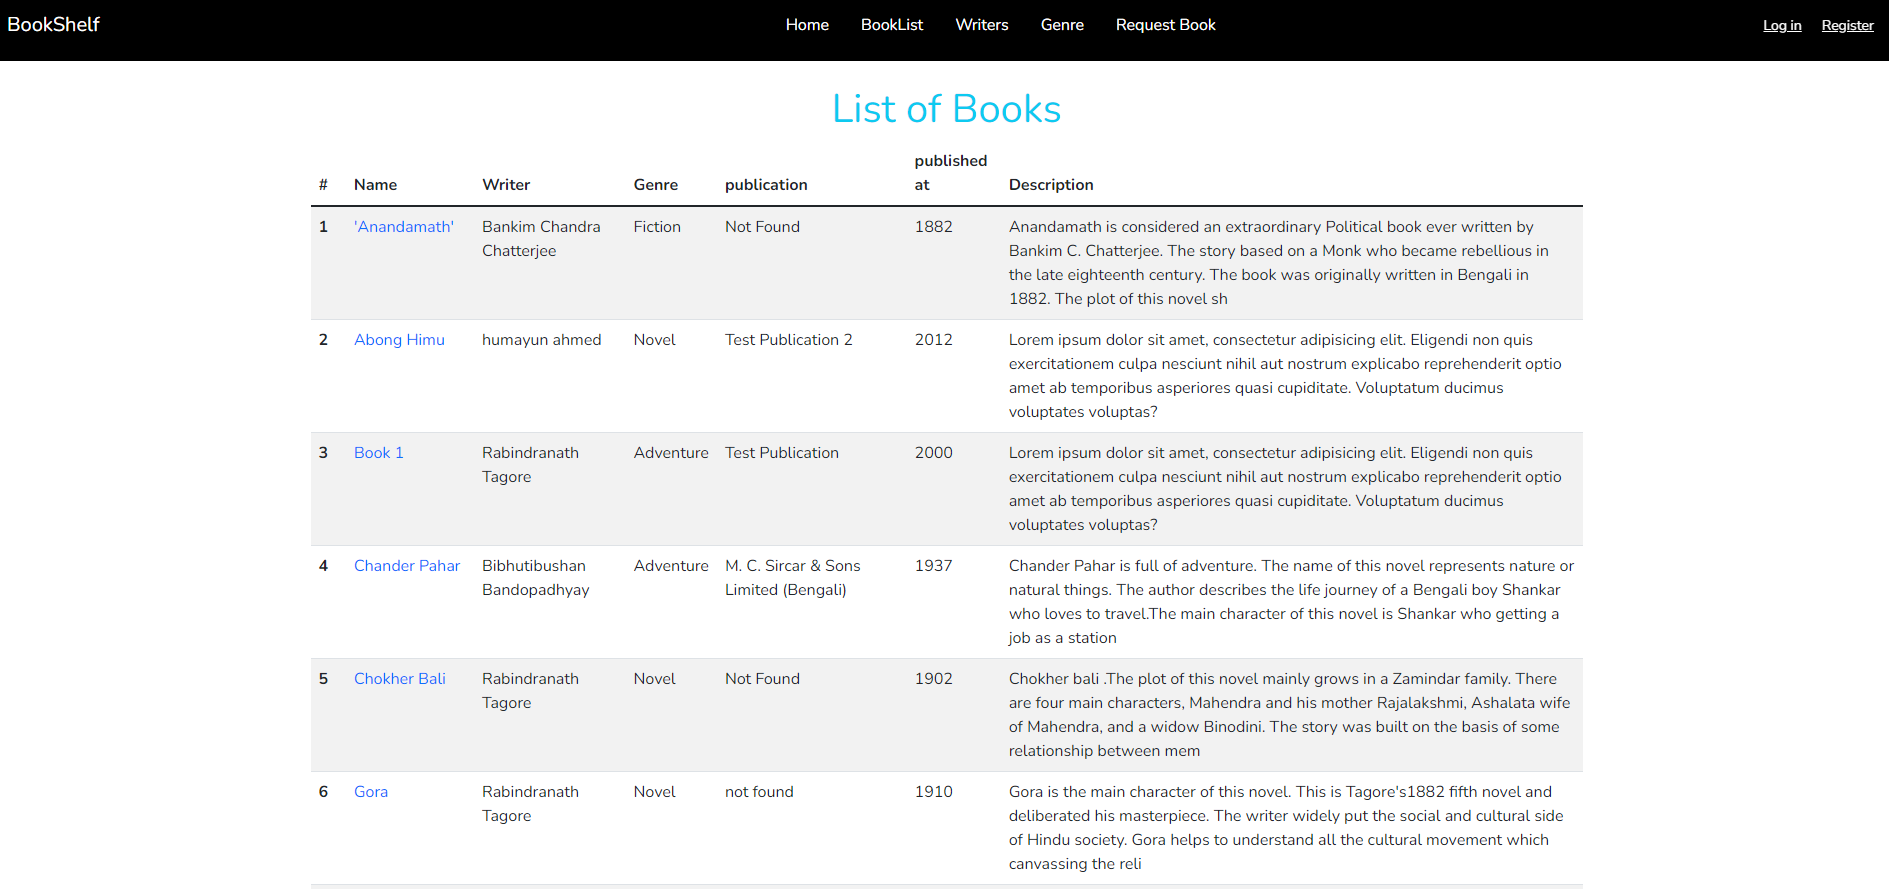 BookShelf
Home BookList Writers Genre Request Book
Log in Register
List of Books
# Name Writer Genre publication published at Description
1 'Anandamath' Bankim Chandra Chatterjee Fiction Not Found 1882
Anandamath is considered an extraordinary Political book ever written by
Bankim C. Chatterjee. The story based on a Monk who became rebellious in
the late eighteenth century. The book was originally written in Bengali in
1882. The plot of this novel sh
2 Abong Himu humayun ahmed Novel Test Publication 2 2012
Lorem ipsum dolor sit amet, consectetur adipisicing elit. Eligendi non quis
exercitationem culpa nesciunt nihil aut nostrum explicabo reprehenderit optio
amet ab temporibus asperiores quasi cupiditate. Voluptatum ducimus
voluptates voluptas?
3 Book 1 Rabindranath Tagore Adventure Test Publication 2000
Lorem ipsum dolor sit amet, consectetur adipisicing elit. Eligendi non quis
exercitationem culpa nesciunt nihil aut nostrum explicabo reprehenderit optio
amet ab temporibus asperiores quasi cupiditate. Voluptatum ducimus
voluptates voluptas?
4 Chander Pahar Bibhutibushan Bandopadhyay Adventure M. C. Sircar & Sons Limited (Bengali) 1937
Chander Pahar is full of adventure. The name of this novel represents nature or
natural things. The author describes the life journey of a Bengali boy Shankar
who loves to travel.The main character of this novel is Shankar who getting a
job as a station
5 Chokher Bali Rabindranath Tagore Novel Not Found 1902
Chokher bali .The plot of this novel mainly grows in a Zamindar family. There
are four main characters, Mahendra and his mother Rajalakshmi, Ashalata wife
of Mahendra, and a widow Binodini. The story was built on the basis of some
relationship between mem
6 Gora Rabindranath Tagore Novel not found 1910
Gora is the main character of this novel. This is Tagore's1882 fifth novel and
deliberated his masterpiece. The writer widely put the social and cultural side
of Hindu society. Gora helps to understand all the cultural movement which
canvassing the reli